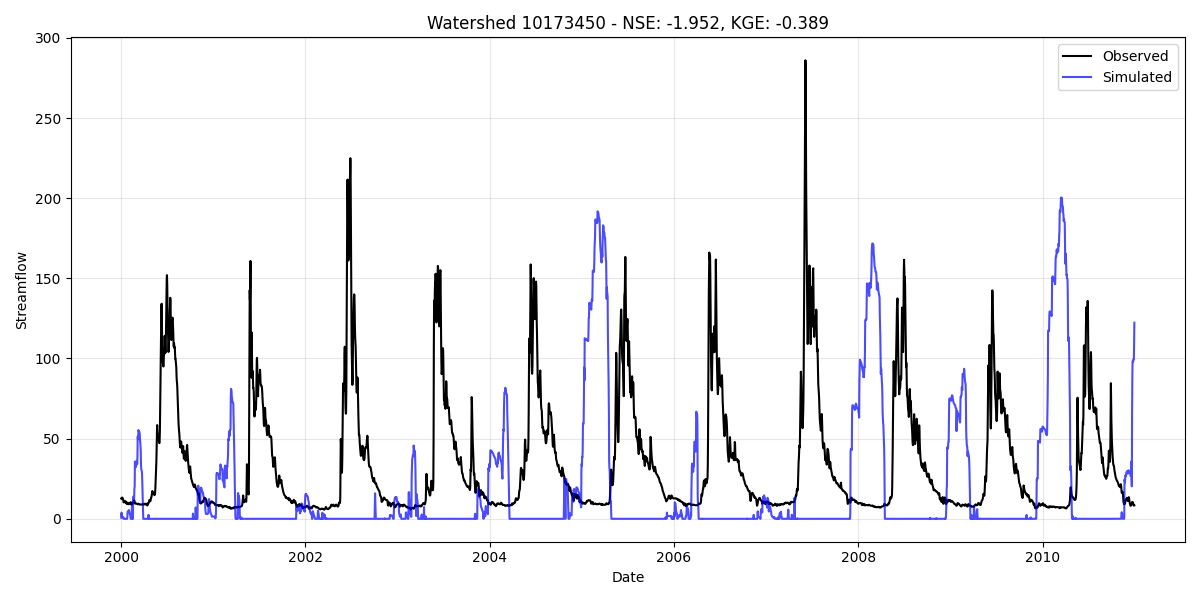 Watershed 10173450 - NSE: -1.952, KGE: -0.389
Observed
Simulated
Streamflow
300
250
200
150
100
50
0
2000 2002 2004 2006 2008 2010
Date